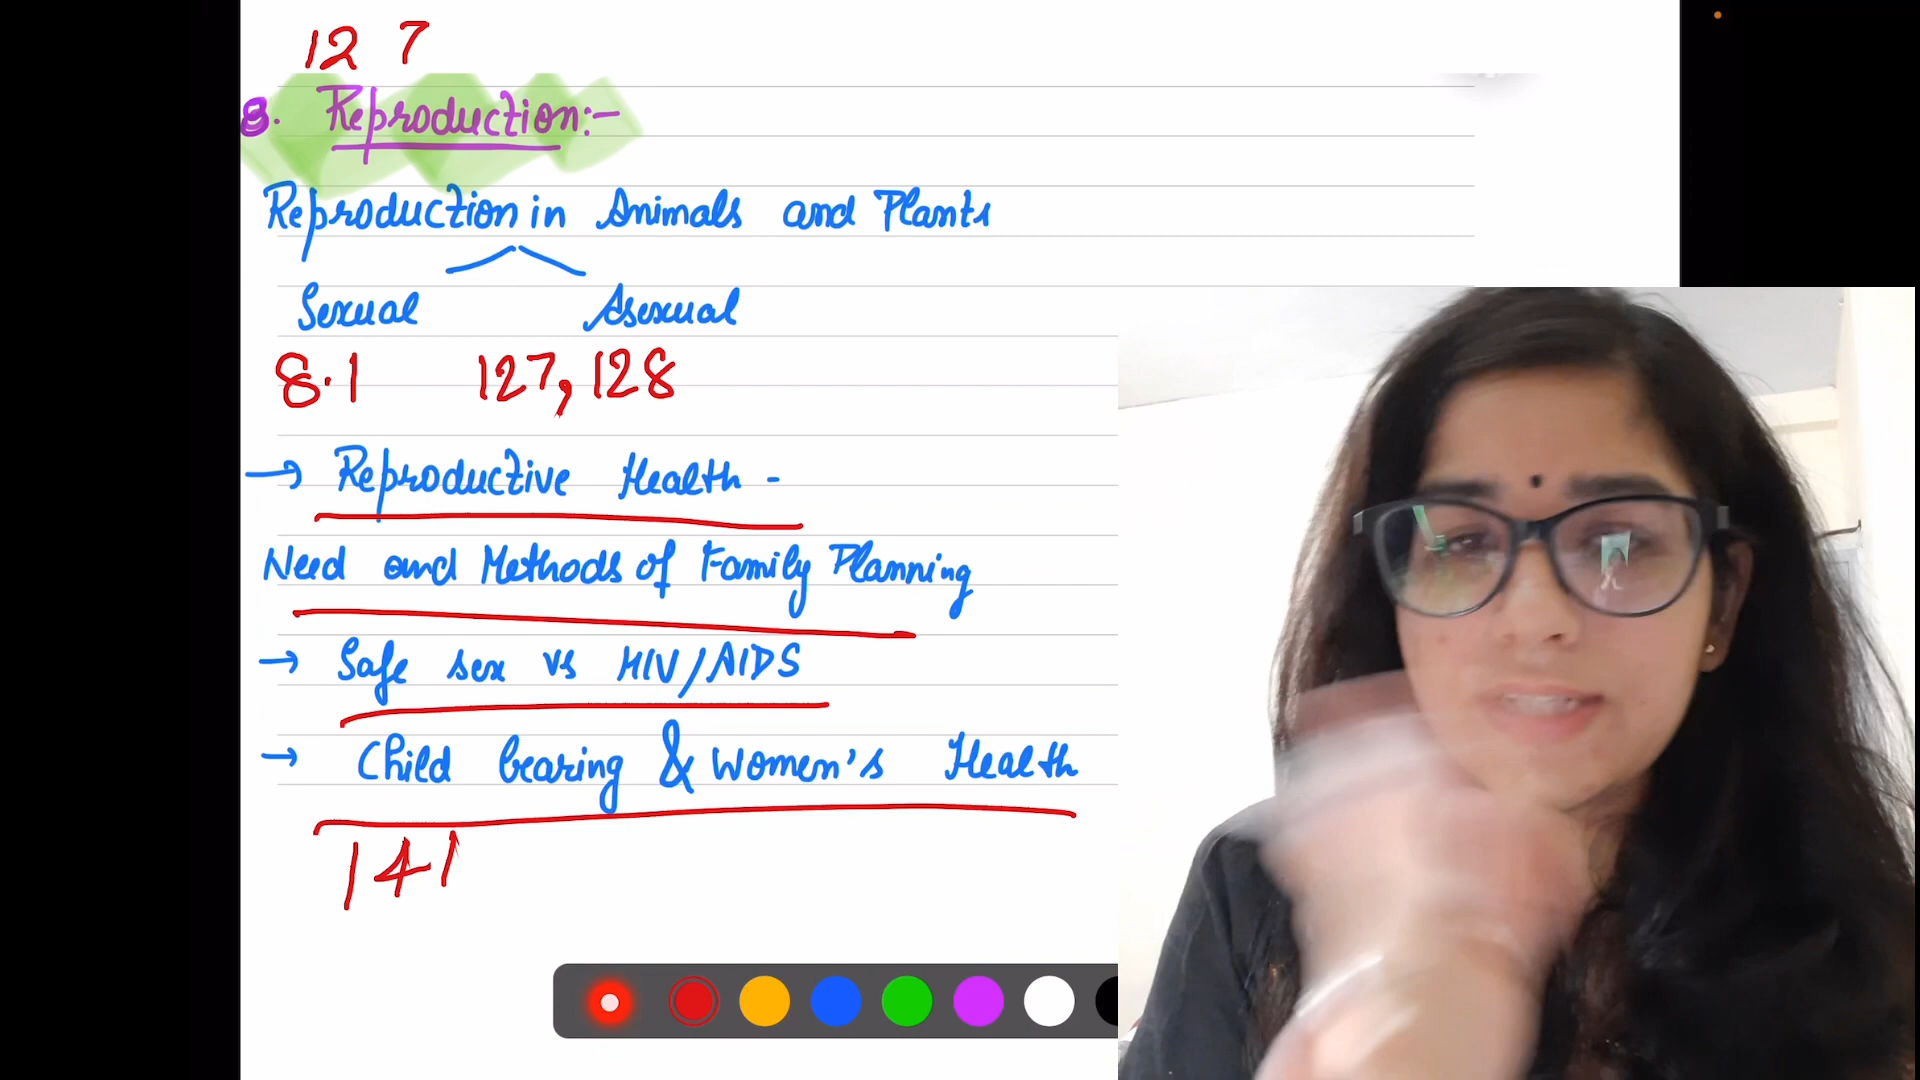 12 7
8. Reproduction:-
Reproduction in Animals and Plants
Sexual Asexual
8.1 127, 128
→ Reproductive Health -
Need and Methods of Family Planning
→ Safe sex vs HIV/AIDS
→ Child bearing & Women's Health
141